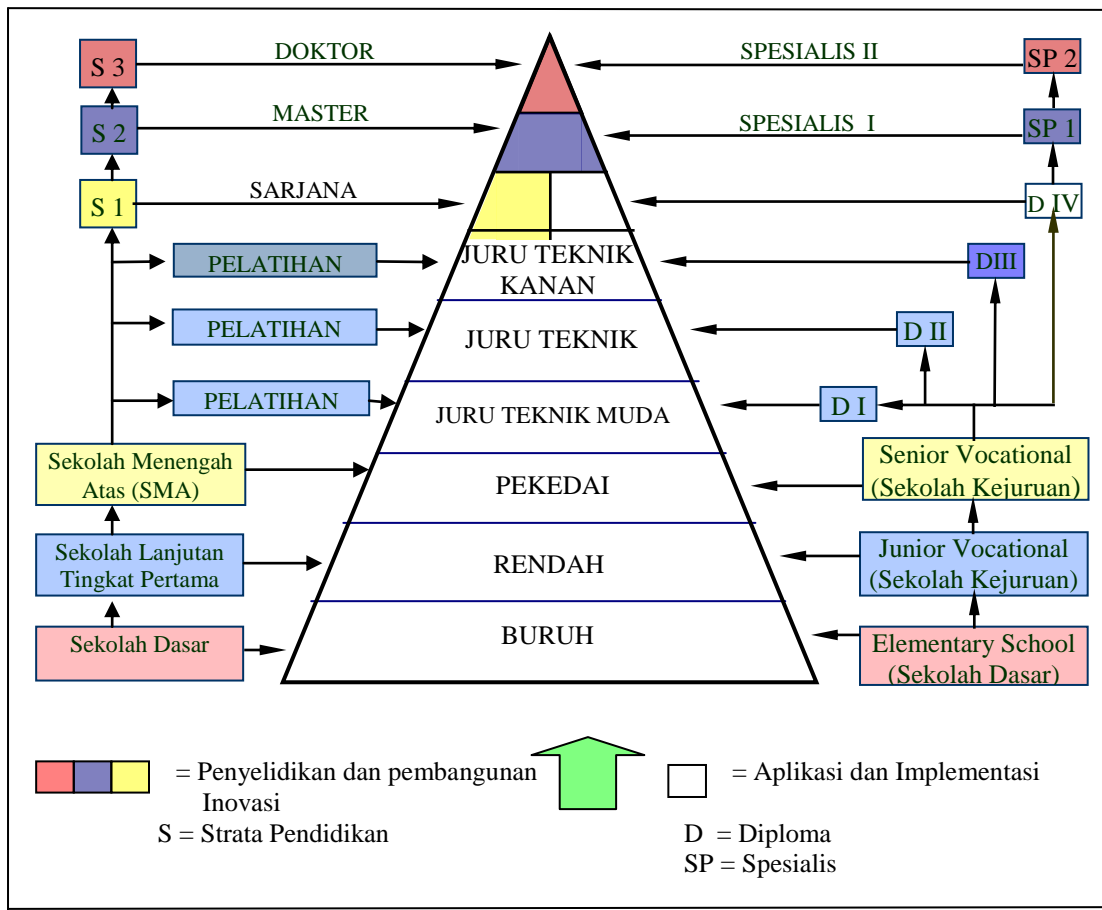 S 3
DOKTOR
SPESIALIS II
SP 2
S 2
MASTER
SPESIALIS I
SP 1
S 1
SARJANA
D IV
PELATIHAN
JURU TEKNIK
KANAN
DIII
PELATIHAN
JURU TEKNIK
D II
PELATIHAN
JURU TEKNIK MUDA
D I
Sekolah Menengah
Atas (SMA)
PEKEDAI
Senior Vocational
(Sekolah Kejuruan)
Sekolah Lanjutan
Tingkat Pertama
RENDAH
Junior Vocational
(Sekolah Kejuruan)
Sekolah Dasar
BURUH
Elementary School
(Sekolah Dasar)
= Penyelidikan dan pembangunan
Inovasi
S = Strata Pendidikan
= Aplikasi dan Implementasi
D = Diploma
SP = Spesialis